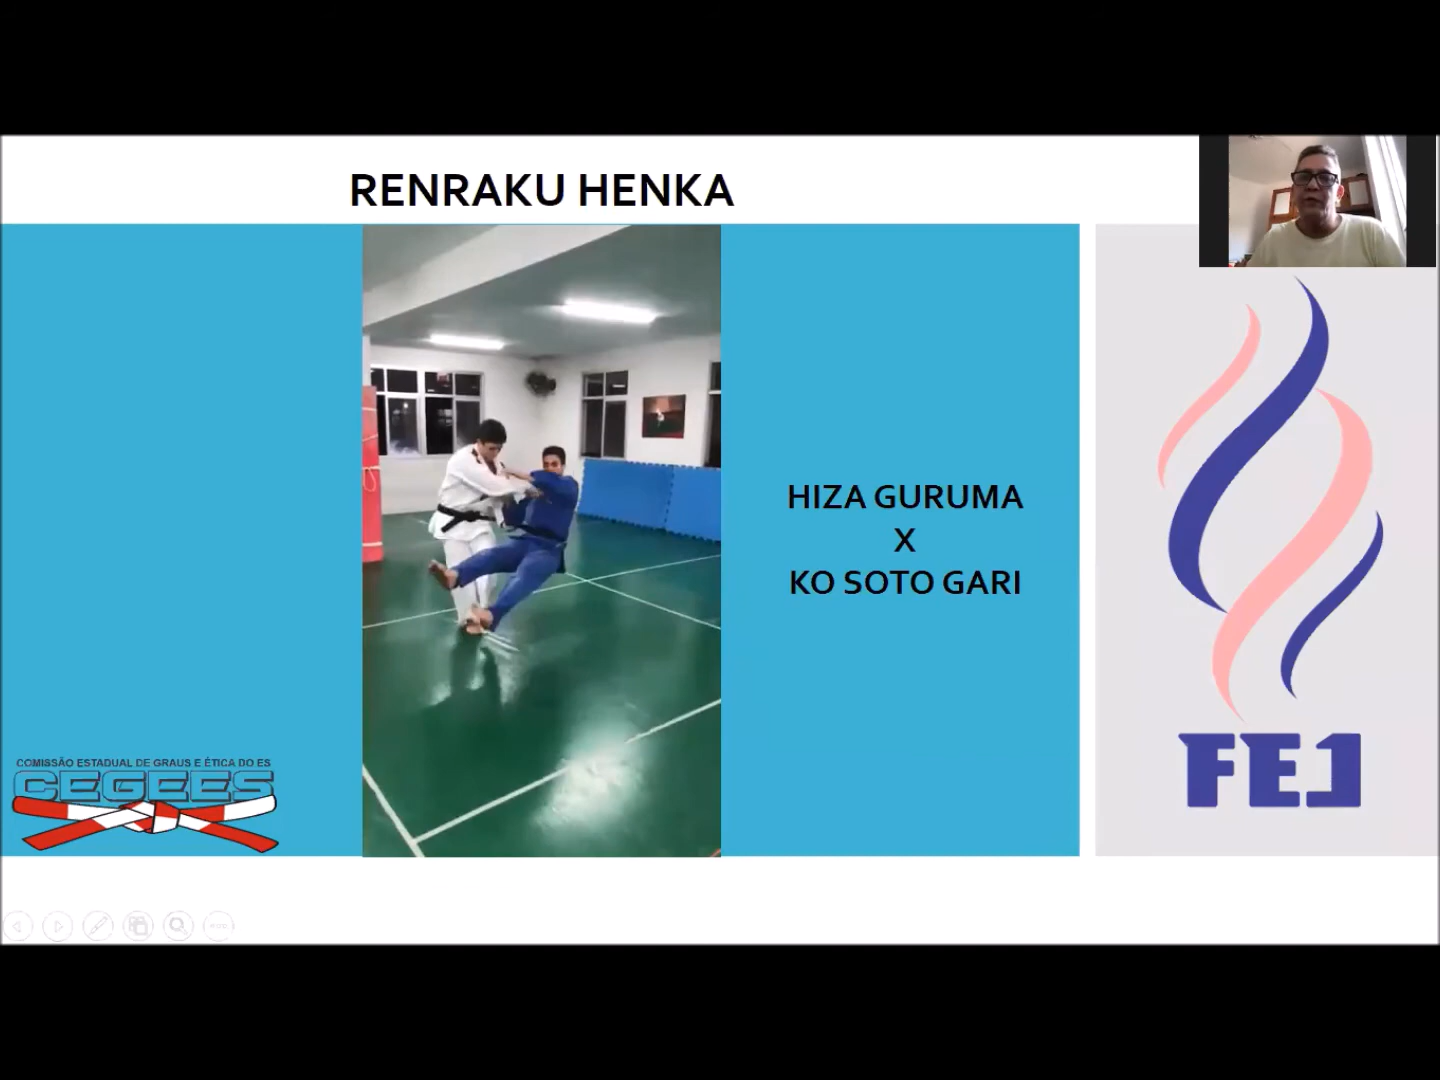 RENRAKU HENKA
HIZA GURUMA
X
KO SOTO GARI
COMISSÃO ESTADUAL DE GRAUS E ÉTICA DO ES
CEGEES
FEJ